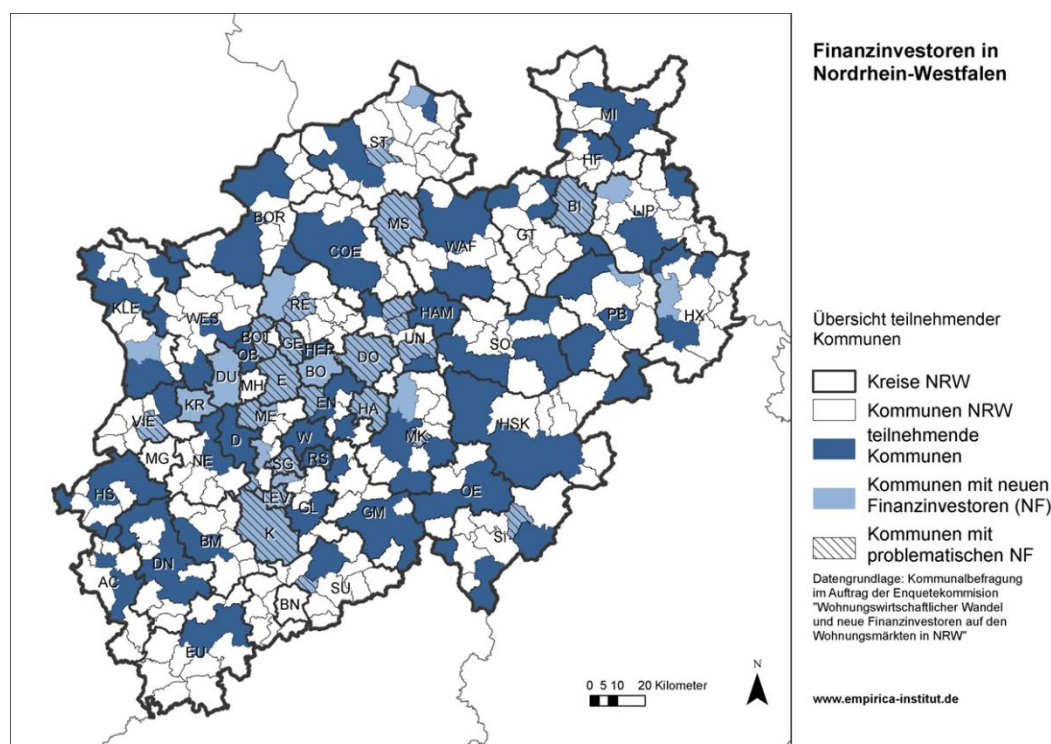 Finanzinvestoren in
Nordrhein-Westfalen
MI
ST
HF
BI
LIP
MS
BOR
GT
WAF
COE
KLE
RE
HAM
PB
HX
WES
BOT
GE
UN
SO
OB
HER
DO
DU
MH
E
BO
EN
KR
HA
HSK
VIE
ME
MK
D
W
MG
NE
SG
RS
HS
LEV
OE
GL
GM
K
SI
BM
DN
AC
SU
BN
EU
Übersicht teilnehmender
Kommunen
Kreise NRW
Kommunen NRW
teilnehmende
Kommunen
Kommunen mit neuen
Finanzinvestoren (NF)
Kommunen mit
problematischen NF
Datengrundlage: Kommunalbefragung
im Auftrag der Enquetekommision
"Wohnungswirtschaftlicher Wandel
und neue Finanzinvestoren auf den
Wohnungsmärkten in NRW"
N
0 5 10 20 Kilometer
www.empirica-institut.de